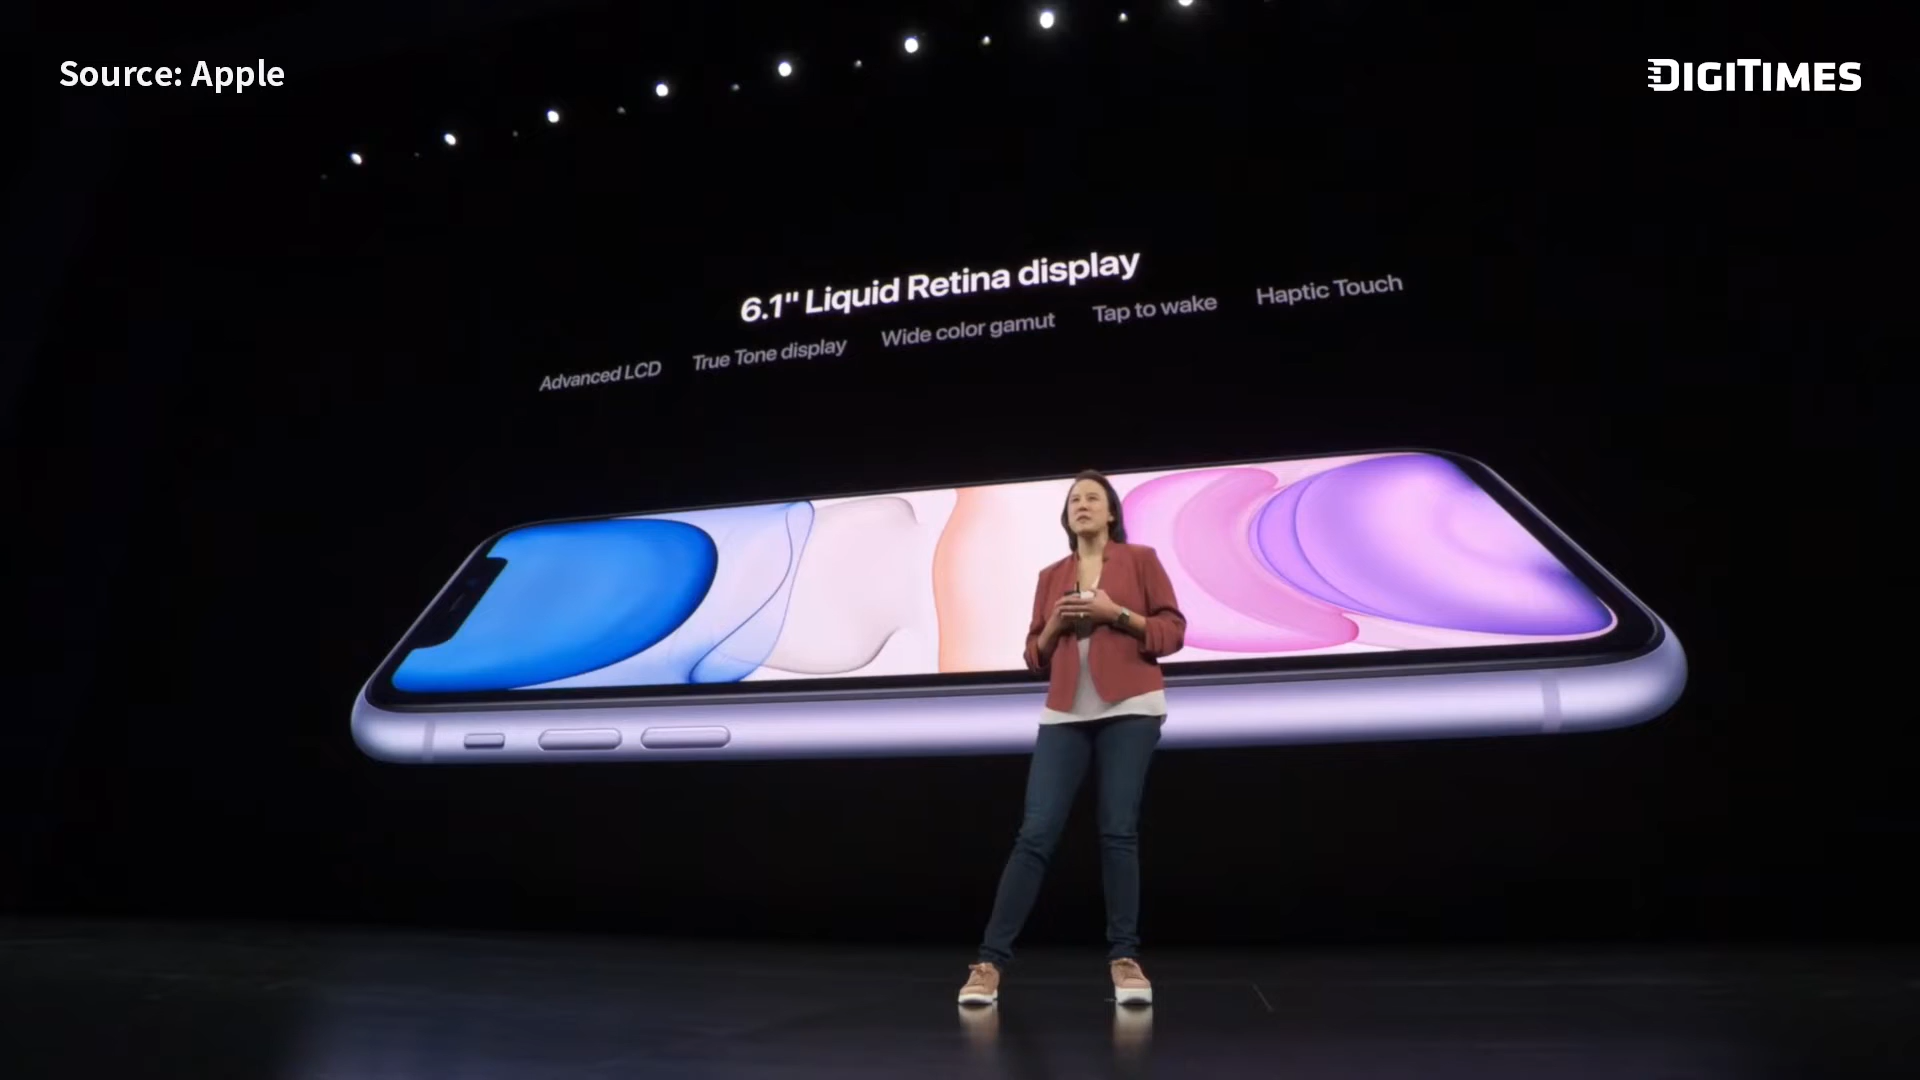 Source: Apple
DIGITIMES
6.1" Liquid Retina display
Advanced LCD True Tone display Wide color gamut Tap to wake Haptic Touch